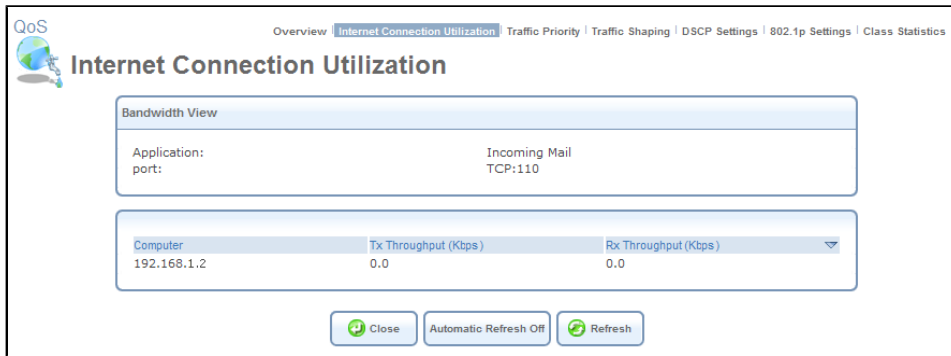 QoS
Overview | Internet Connection Utilization | Traffic Priority | Traffic Shaping | DSCP Settings | 802.1p Settings | Class Statistics
Internet Connection Utilization
Bandwidth View
Application: Incoming Mail
port: TCP:110
Computer Tx Throughput (Kbps) Rx Throughput (Kbps)
192.168.1.2 0.0 0.0
Close Automatic Refresh Off Refresh